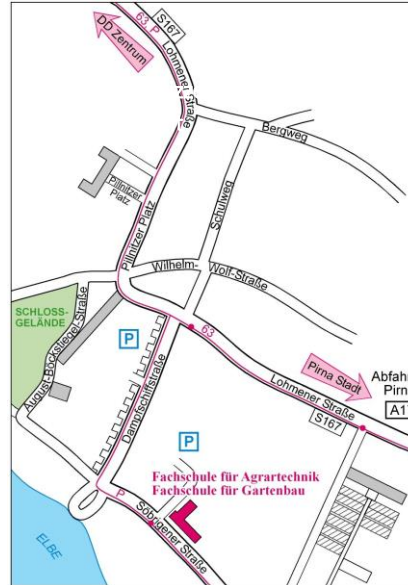 63, P
S167
DD Zentrum
Lohmener Straße
Bergweg
Pillnitzer
Platz
Pillnitzer Platz
Schulweg
Wilhelm-Wolf-Straße
SCHLOSS-
GELÄNDE
August-Böckstiegel-Straße
P
63
Dampfschiffstraße
Pirna Stadt
Lohmener Straße
S167
Abfah
Pirn
A1
P
Fachschule für Agrartechnik
Fachschule für Gartenbau
P
Söbrigener Straße
ELBE